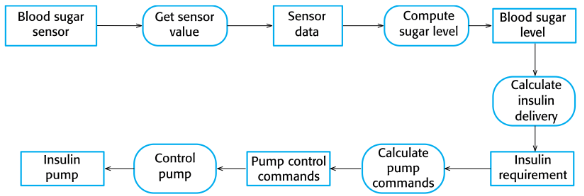 Blood sugar
sensor
Get sensor
value
Sensor
data
Compute
sugar level
Blood sugar
level
Calculate
insulin
delivery
Insulin
requirement
Calculate
pump
commands
Pump control
commands
Control
pump
Insulin
pump